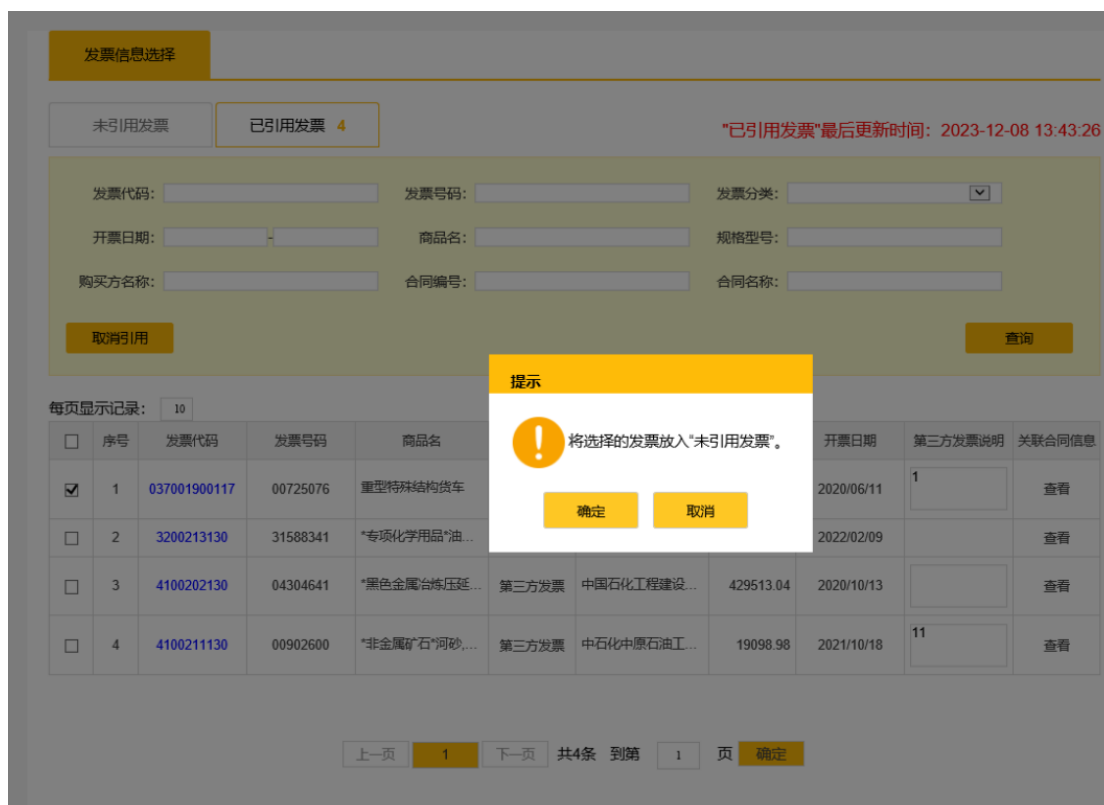 发票信息选择
未引用发票 已引用发票 4 "已引用发票"最后更新时间：2023-12-08 13:43:26
发票代码： 发票号码： 发票分类：
开票日期： - 商品名： 规格型号：
购买方名称： 合同编号： 合同名称：
取消引用 查询
提示
将选择的发票放入"未引用发票"。
确定 取消
每页显示记录： 10
序号 发票代码 发票号码 商品名 开票日期 第三方发票说明 关联合同信息
1 037001900117 00725076 重型特殊结构货车 2020/06/11 1 查看
2 3200213130 31588341 *专项化学用品*油... 2022/02/09 查看
3 4100202130 04304641 *黑色金属冶炼压延... 第三方发票 中国石化工程建设... 429513.04 2020/10/13 查看
4 4100211130 00902600 *非金属矿石*河砂,... 第三方发票 中石化中原石油工... 19098.98 2021/10/18 11 查看
上一页 1 下一页 共4条 到第 1 页 确定